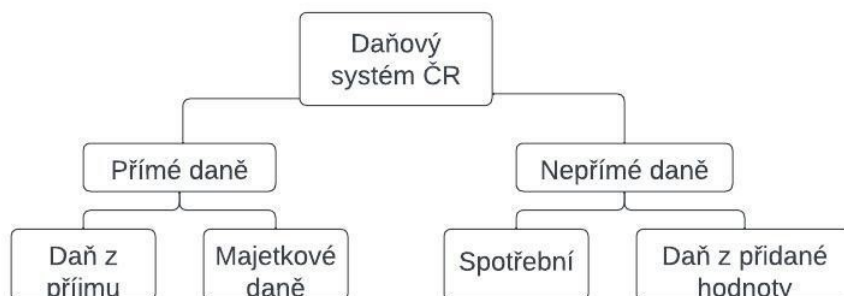 Daňový
systém ČR
Přímé daně
Nepřímé daně
Daň z
příjmu
Majetkové
daně
Spotřební
Daň z přidané
hodnoty